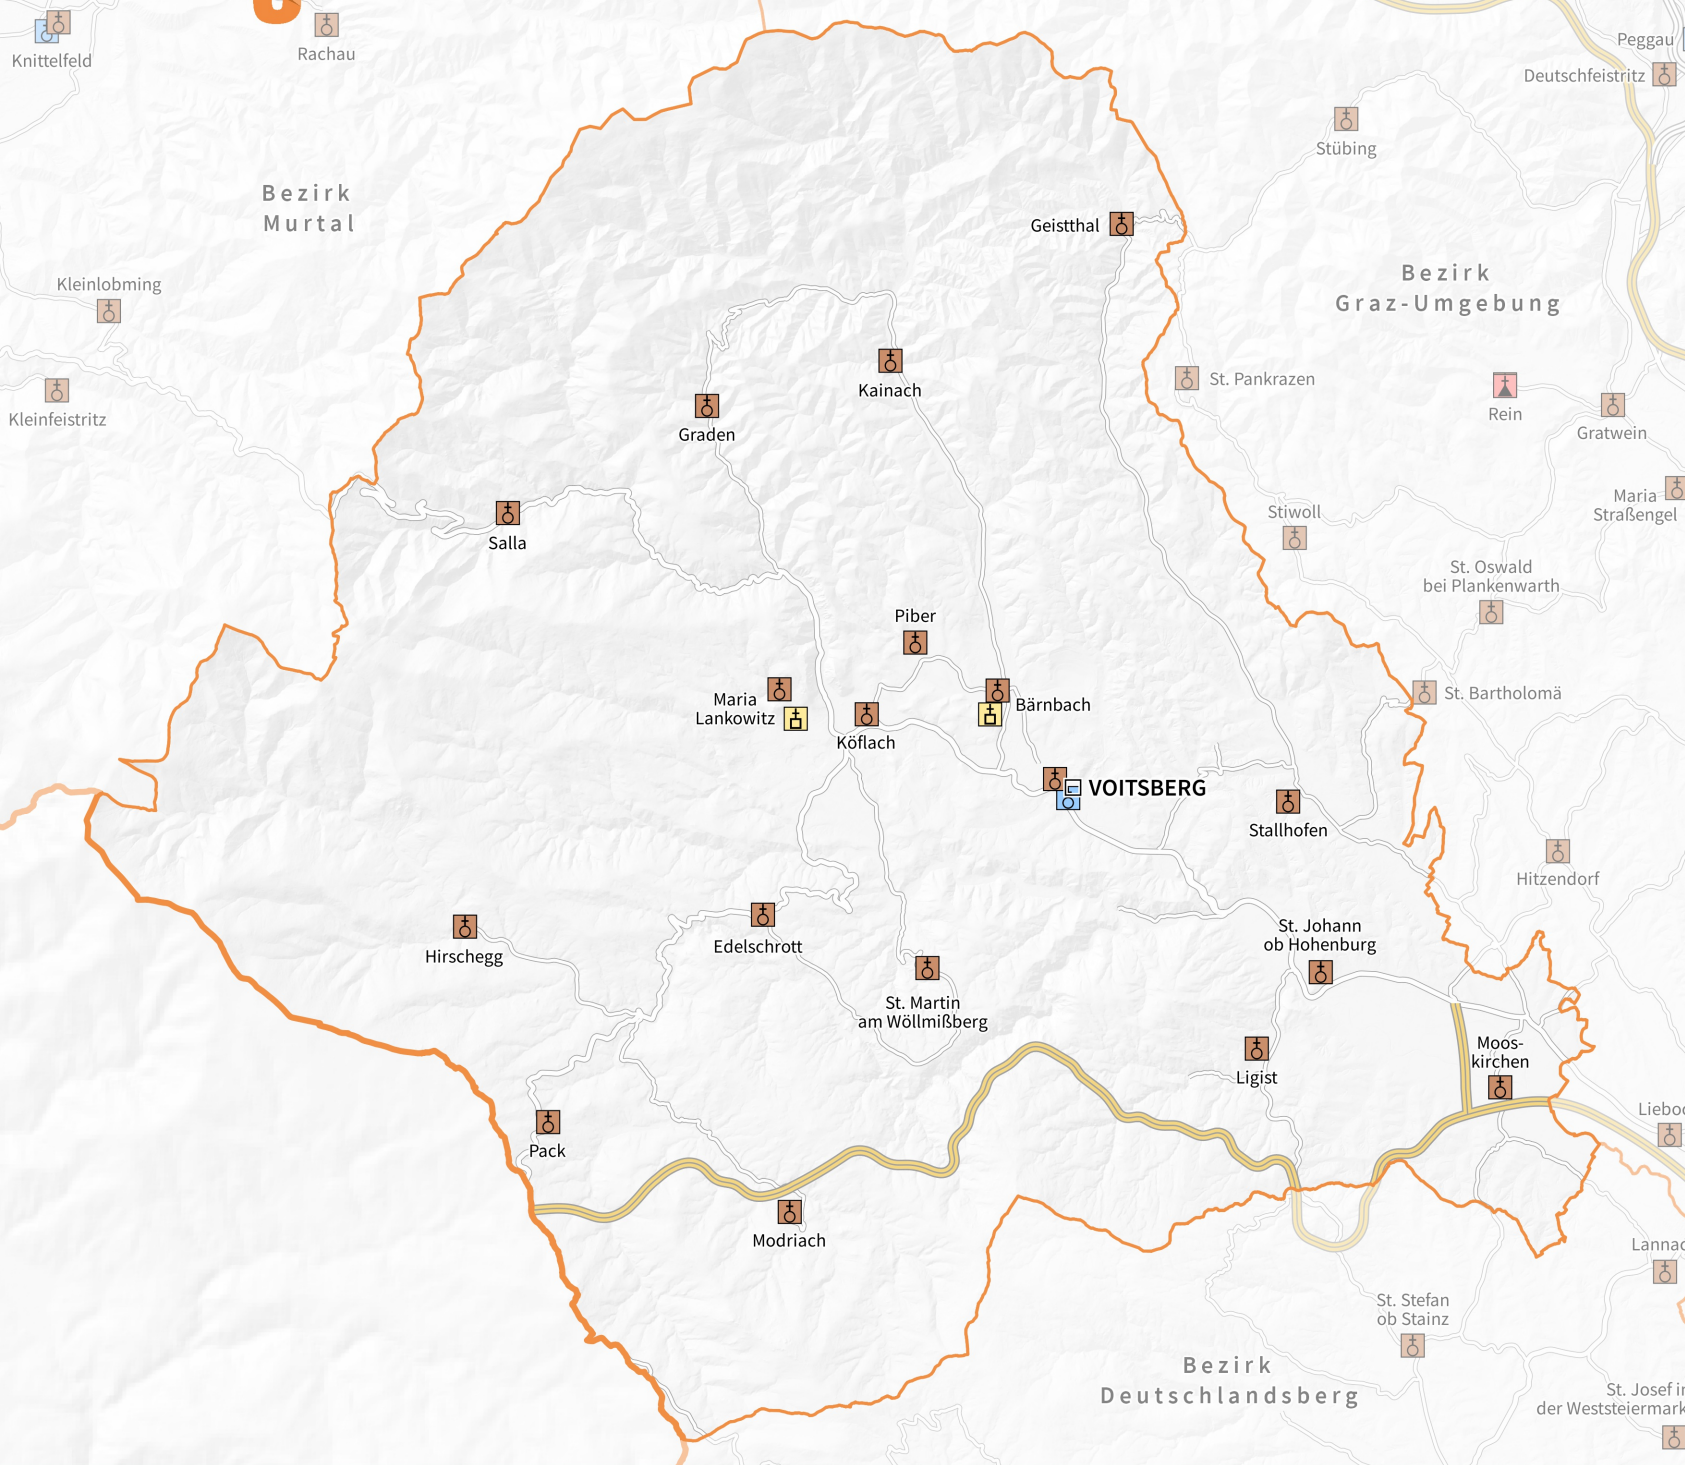 Knittelfeld
Rachau
Peggau
Deutschfeistritz
Stübing
Bezirk
Murtal
Geistthal
Kleinlobming
Bezirk
Graz-Umgebung
Kainach
St. Pankrazen
Rein
Gratwein
Kleinfeistritz
Graden
Maria
Straßengel
Stiwoll
Salla
St. Oswald
bei Plankenwarth
Piber
Maria
Lankowitz
Bärnbach
St. Bartholomä
Köflach
VOITSBERG
Stallhofen
Hitzendorf
Hirschegg
Edelschrott
St. Johann
ob Hohenburg
St. Martin
am Wöllmißberg
Moos-
kirchen
Ligist
Lieboc
Pack
Modriach
Lannac
St. Stefan
ob Stainz
Bezirk
Deutschlandsberg
St. Josef in
der Weststeiermark